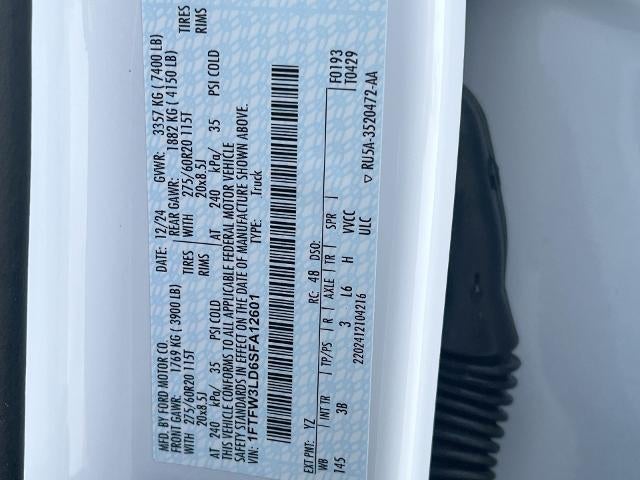 MFD. BY FORD MOTOR CO.
DATE: 12/24 GVWR: 3357 KG ( 7400 LB)
FRONT GAWR: 1769 KG ( 3900 LB) REAR GAWR: 1882 KG ( 4150 LB)
WITH 275/60R20 115T TIRES WITH 275/60R20 115T TIRES
20x8.5J RIMS 20x8.5J RIMS
AT 240 kPa/ 35 PSI COLD AT 240 kPa/ 35 PSI COLD
THIS VEHICLE CONFORMS TO ALL APPLICABLE FEDERAL MOTOR VEHICLE
SAFETY STANDARDS IN EFFECT ON THE DATE OF MANUFACTURE SHOWN ABOVE.
VIN: 1FTFW3LD6SFA12601 TYPE: Truck
EXT PNT: YZ RC: 48 DSO: F0193
WB INT TR TP/PS R AXLE TR SPR T0429
145 3B 3 L6 H VVCC
2202412104216 ULC ▽ RU5A-3520472-AA